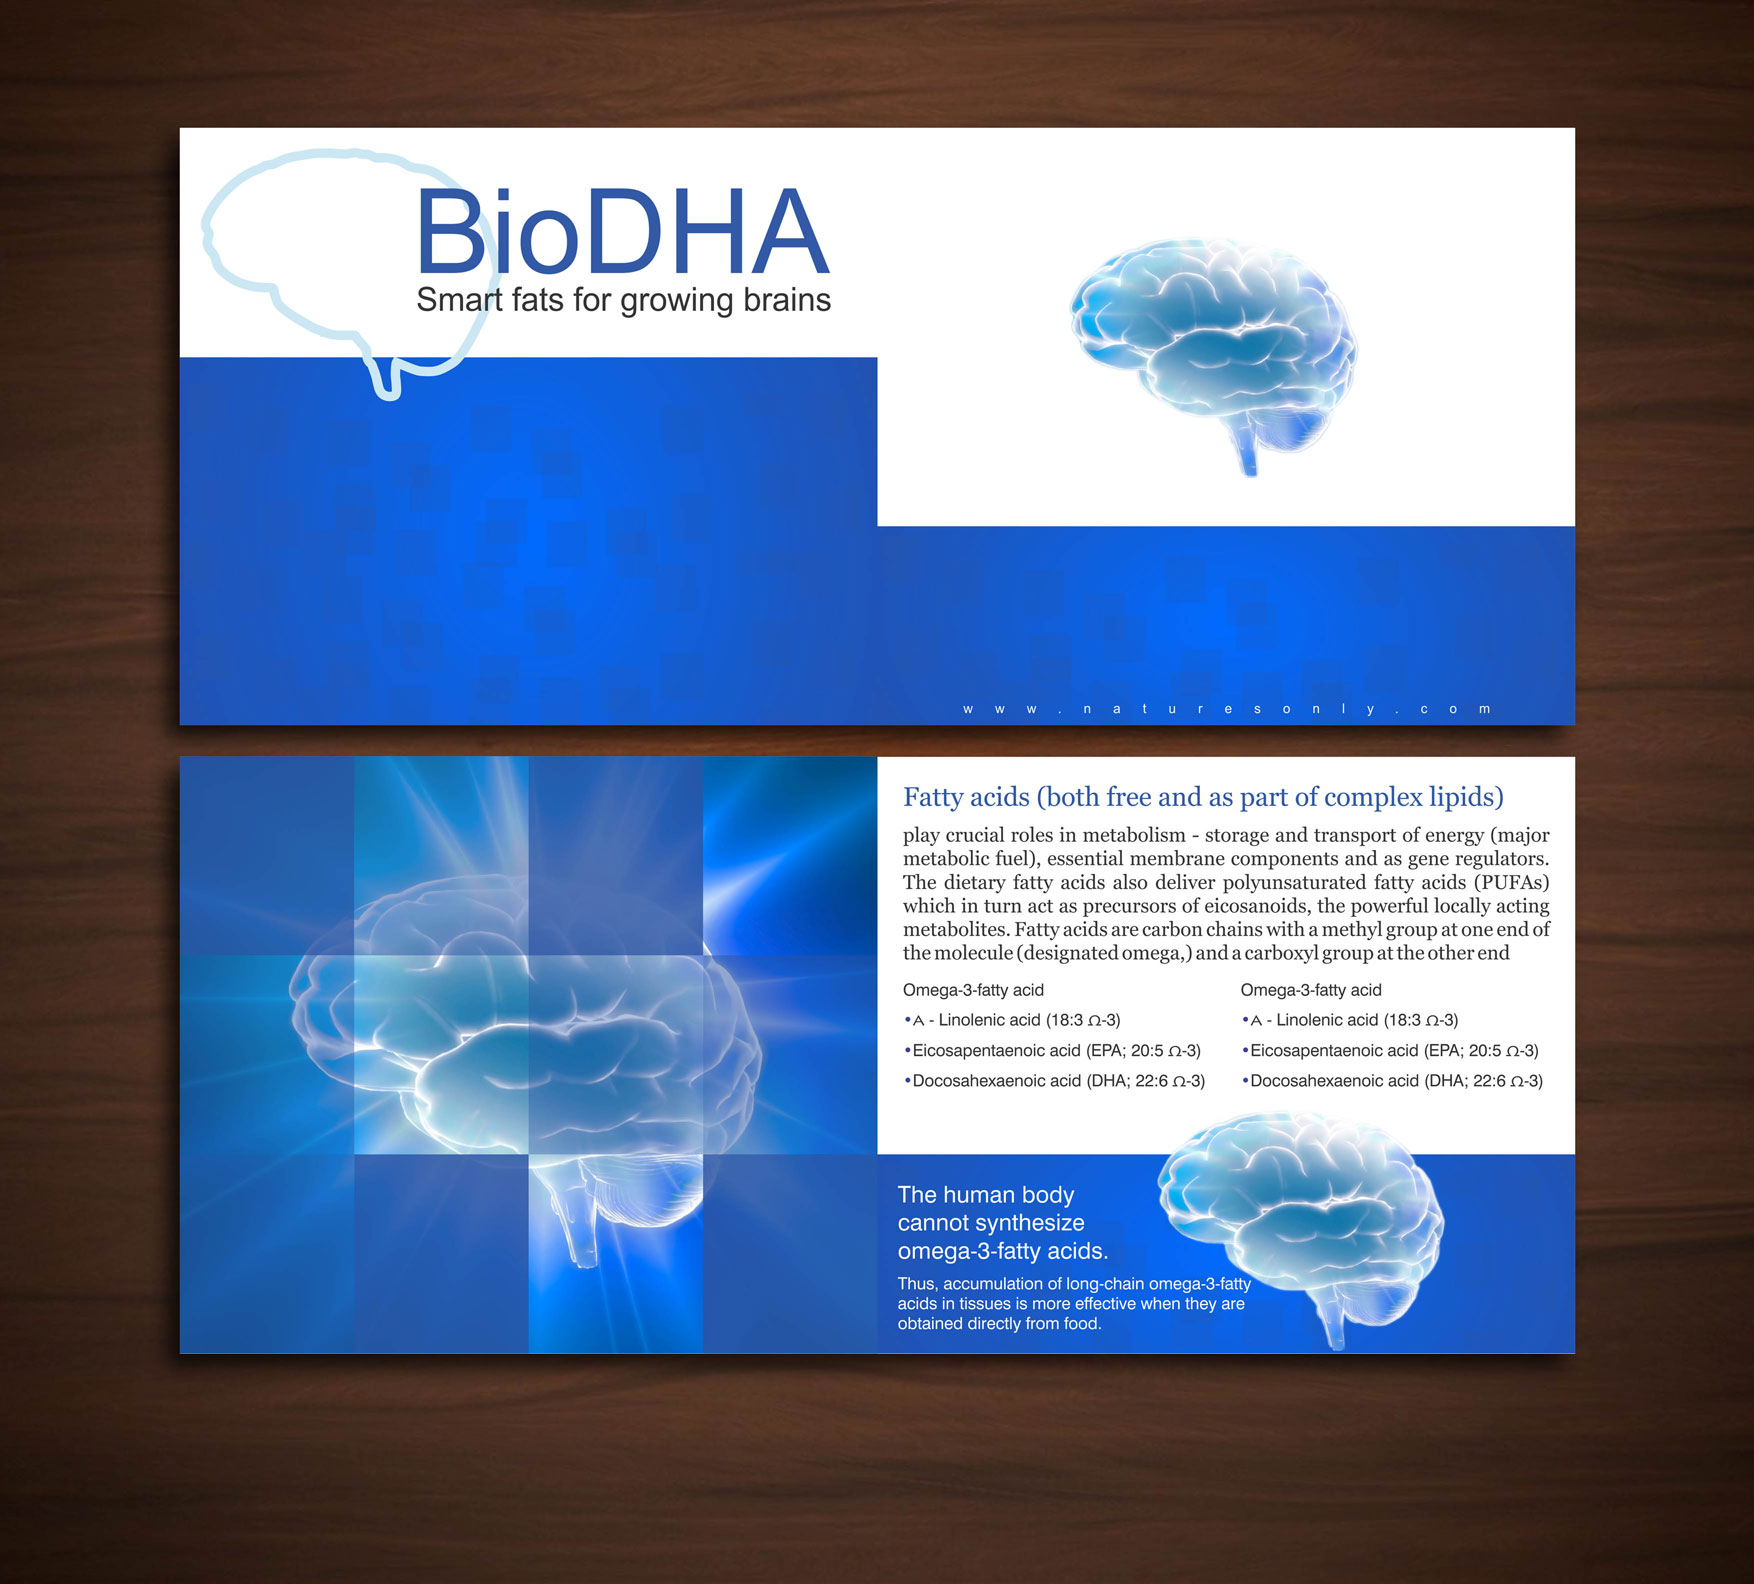 BioDHA
Smart fats for growing brains
www.naturesonly.com
Fatty acids (both free and as part of complex lipids)
play crucial roles in metabolism - storage and transport of energy (major
metabolic fuel), essential membrane components and as gene regulators.
The dietary fatty acids also deliver polyunsaturated fatty acids (PUFAs)
which in turn act as precursors of eicosanoids, the powerful locally acting
metabolites. Fatty acids are carbon chains with a methyl group at one end of
the molecule (designated omega,) and a carboxyl group at the other end
Omega-3-fatty acid
•A - Linolenic acid (18:3 Ω-3)
•Eicosapentaenoic acid (EPA; 20:5 Ω-3)
•Docosahexaenoic acid (DHA; 22:6 Ω-3)
Omega-3-fatty acid
•A - Linolenic acid (18:3 Ω-3)
•Eicosapentaenoic acid (EPA; 20:5 Ω-3)
•Docosahexaenoic acid (DHA; 22:6 Ω-3)
The human body
cannot synthesize
omega-3-fatty acids.
Thus, accumulation of long-chain omega-3-fatty
acids in tissues is more effective when they are
obtained directly from food.